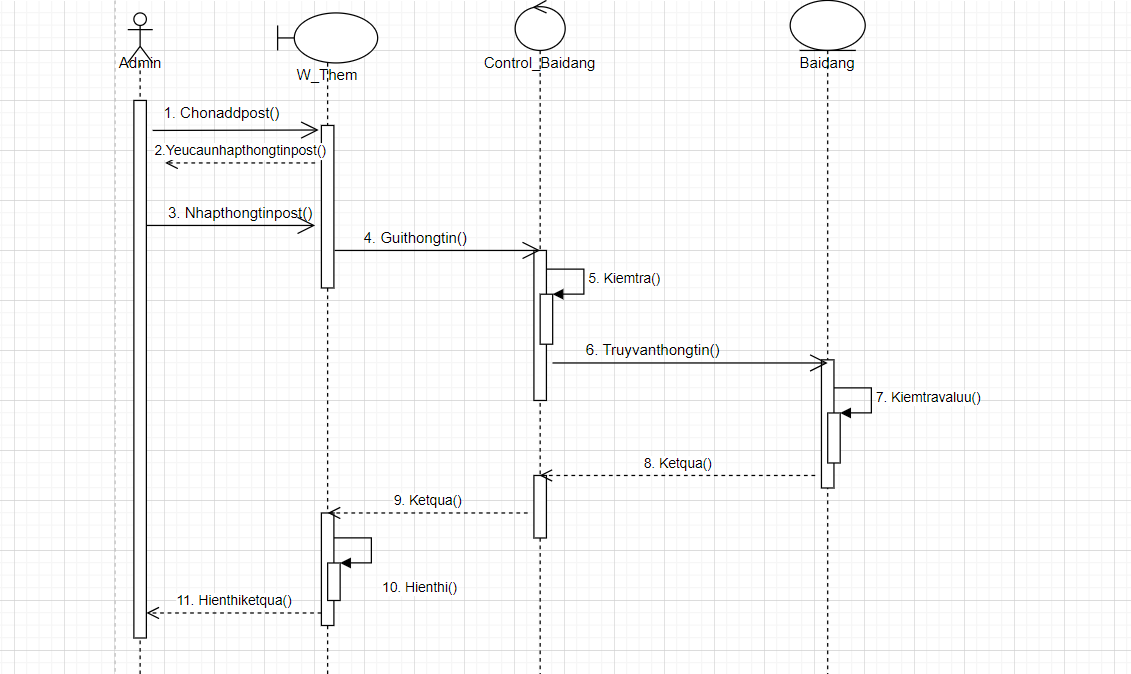 Admin
W_Them
Control_Baidang
Baidang
1. Chonaddpost()
2.Yeucaunhapthongtinpost()
3. Nhapthongtinpost()
4. Guithongtin()
5. Kiemtra()
6. Truyvanthongtin()
7. Kiemtravaluu()
8. Ketqua()
9. Ketqua()
10. Hienthi()
11. Hienthiketqua()